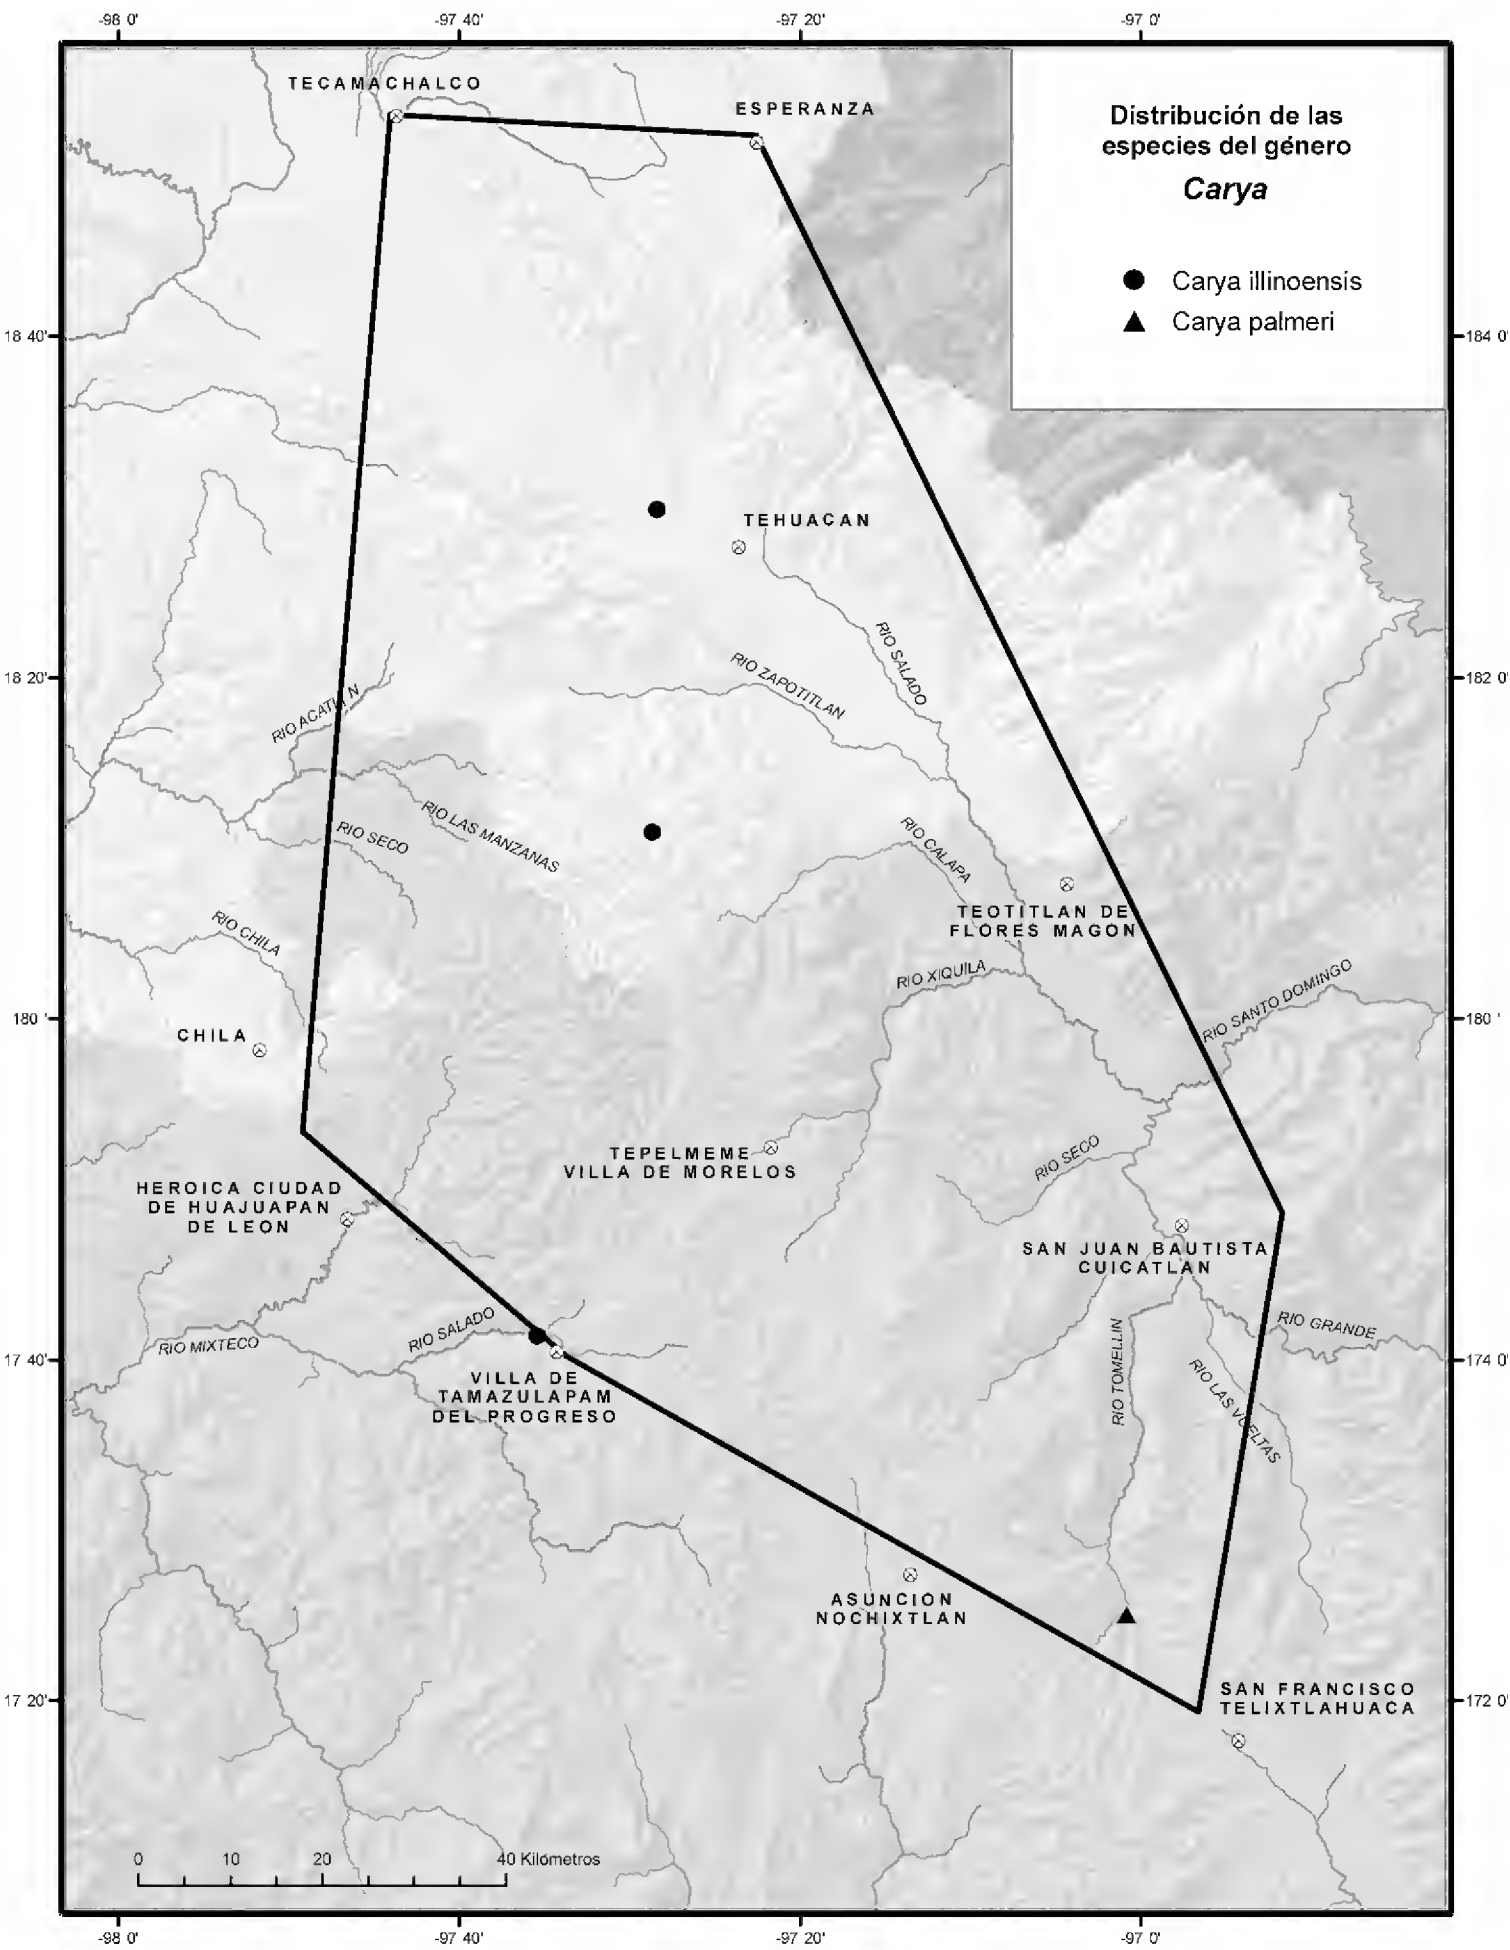 -98 0'
-97 40'
-97 20'
-97 0'
TECAMACHALCO
ESPERANZA
Distribución de las
especies del género
Carya
Carya illinoensis
Carya palmeri
18 40'
184 0'
TEHUACAN
RIO SALADO
RIO ZAPOTITLAN
18 20'
182 0'
RIO ACATL N
RIO LAS MANZANAS
RIO SECO
RIO CALAPA
TEOTITLAN DE
FLORES MAGON
RIO CHILA
RIO XIQUILA
RIO SANTO DOMINGO
180 '
180 '
CHILA
TEPELMEME
VILLA DE MORELOS
RIO SECO
HEROICA CIUDAD
DE HUAJUAPAN
DE LEON
SAN JUAN BAUTISTA
CUICATLAN
RIO MIXTECO
RIO SALADO
RIO GRANDE
17 40'
174 0'
VILLA DE
TAMAZULAPAM
DEL PROGRESO
RIO TOMELLIN
RIO LAS VUELTAS
ASUNCION
NOCHIXTLAN
17 20'
172 0'
SAN FRANCISCO
TELIXTLAHUACA
0 10 20 40 Kilómetros
-98 0'
-97 40'
-97 20'
-97 0'